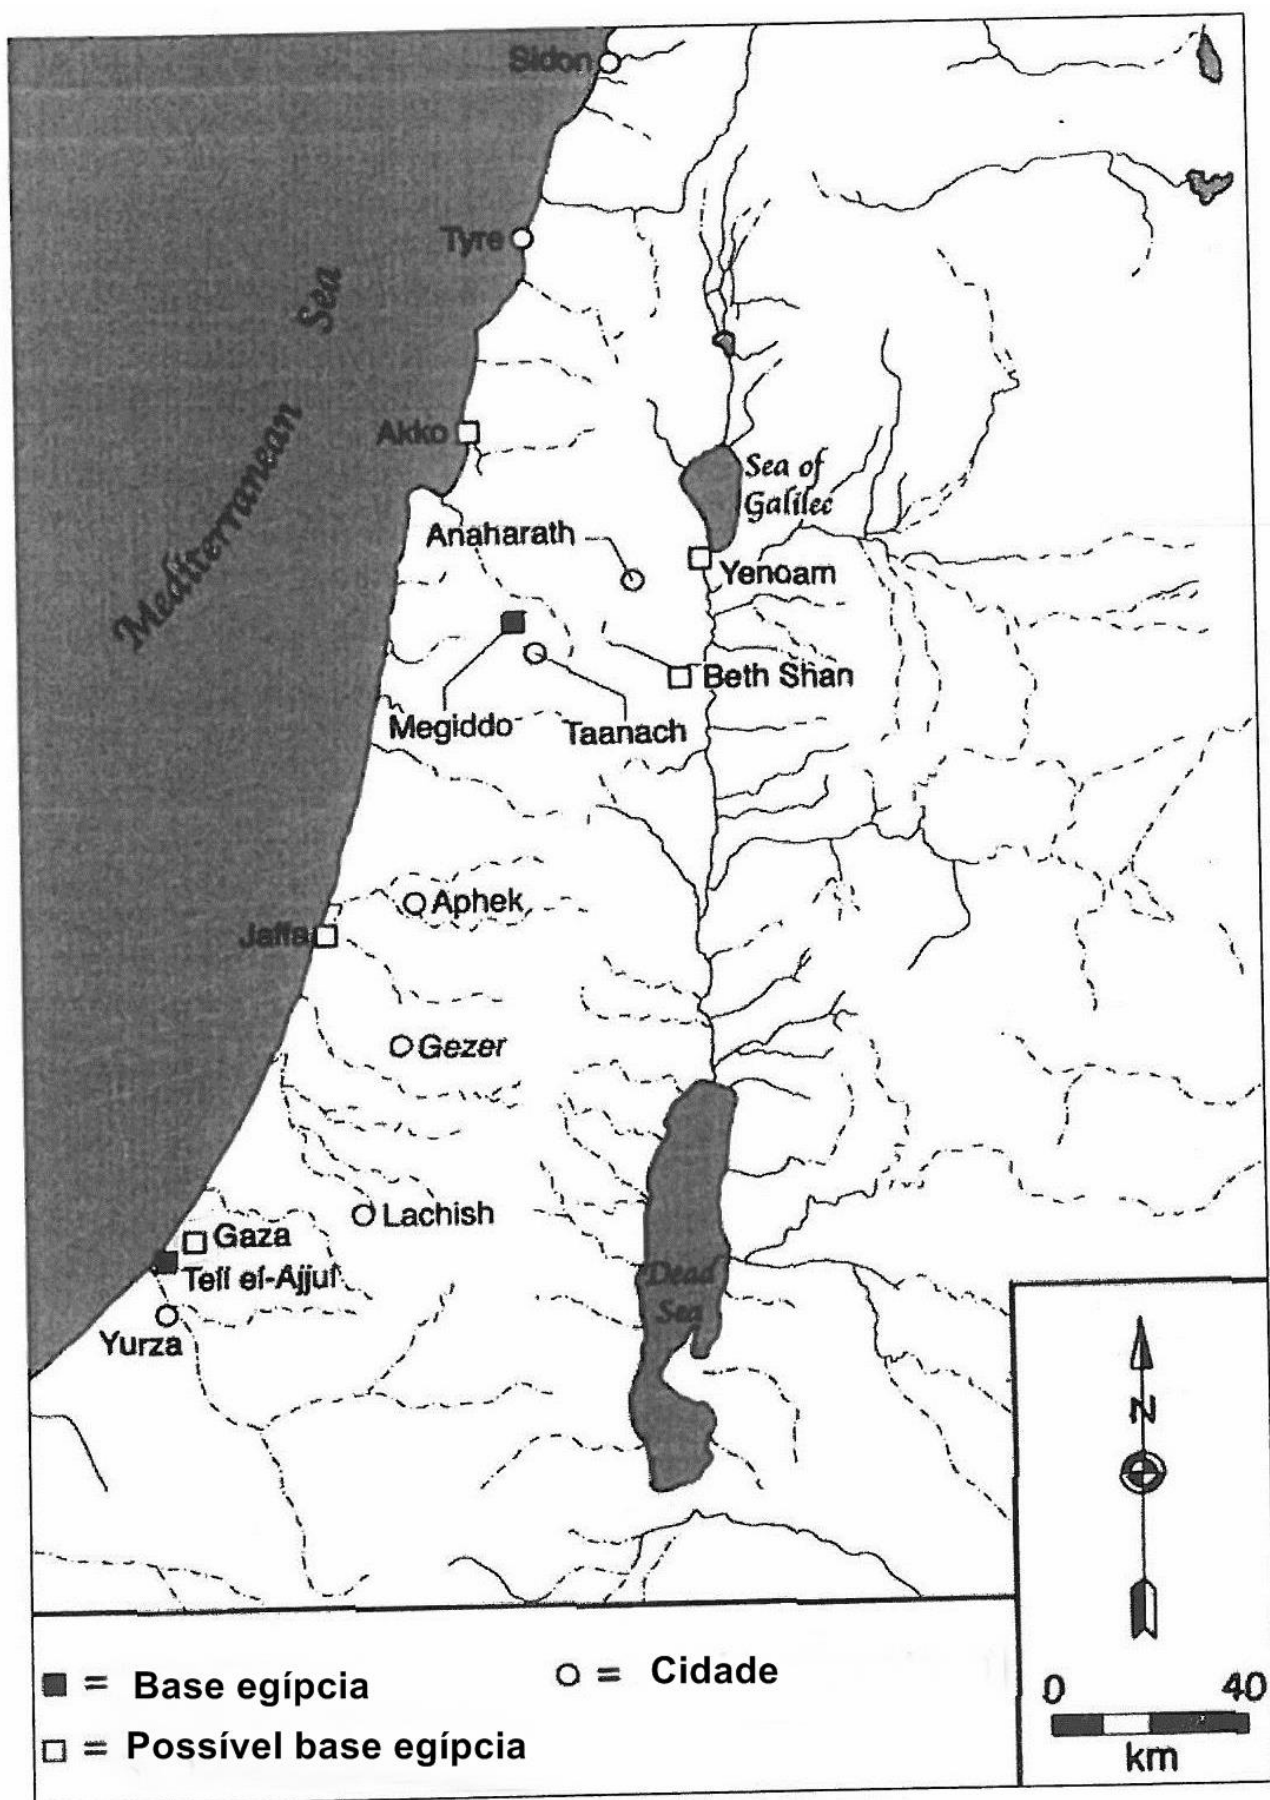 Sidon
Tyre
Mediterranean Sea
Akko
Sea of
Galilee
Anaharath
Yenoam
Beth Shan
Megiddo
Taanach
Aphek
Jaffa
Gezer
Lachish
Gaza
Tell el-Ajjul
Yurza
Dead
Sea
N
= Base egípcia
= Cidade
= Possível base egípcia
0 40
km